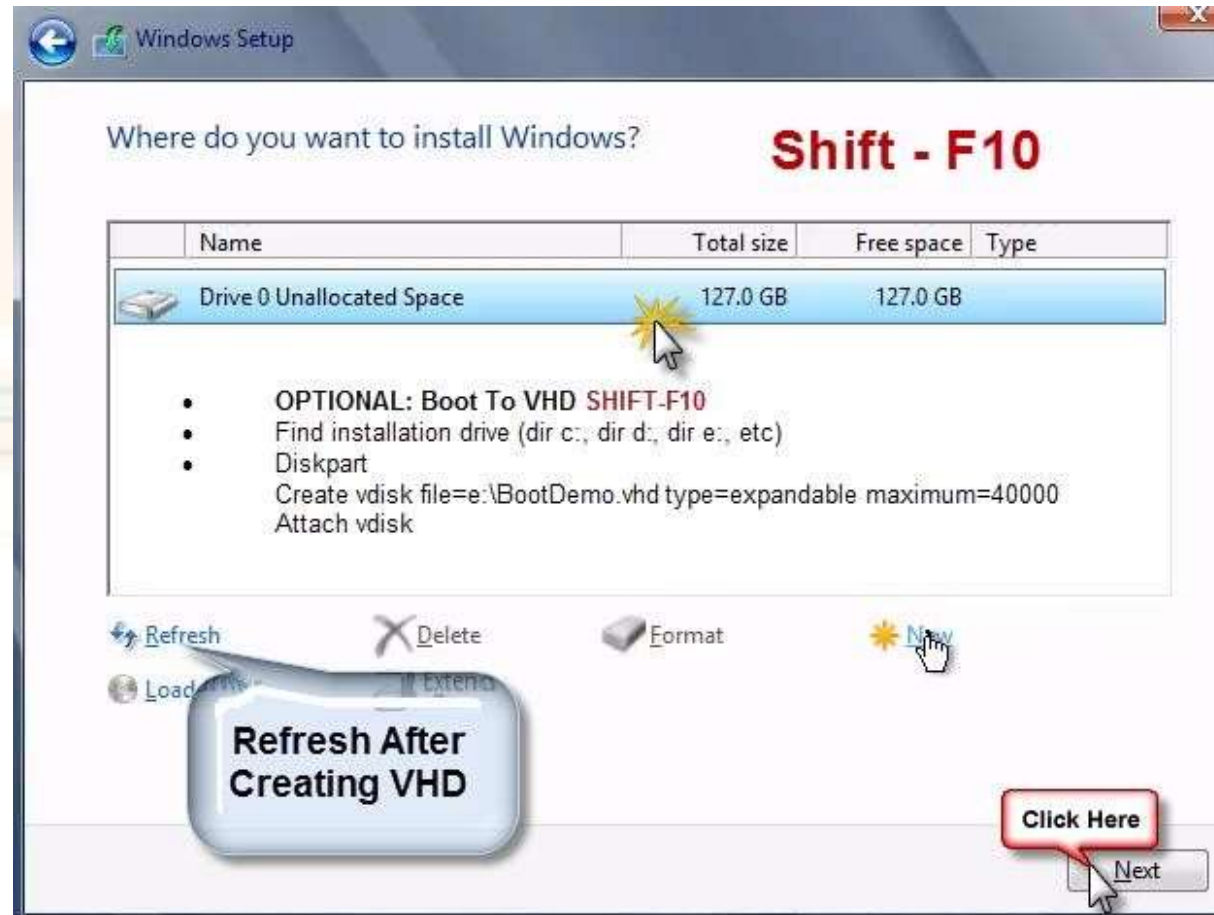 Windows Setup
Where do you want to install Windows?
Shift - F10
Name Total size Free space Type
Drive 0 Unallocated Space 127.0 GB 127.0 GB
• OPTIONAL: Boot To VHD SHIFT-F10
• Find installation drive (dir c:, dir d:, dir e:, etc)
• Diskpart
Create vdisk file=e:\BootDemo.vhd type=expandable maximum=40000
Attach vdisk
Refresh Delete Format New
Load Extend
Refresh After
Creating VHD
Click Here
Next